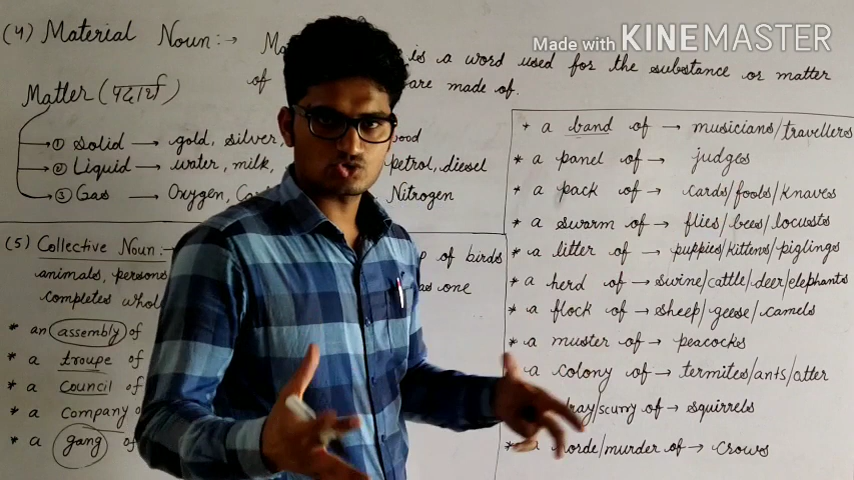 Made with KINEMASTER
(4) Material Noun:→ is a word used for the substance or matter
of are made of.
Matter (पदार्थ)
① Solid → gold, silver,
② Liquid → water, milk, petrol, diesel
③ Gas → Oxygen, Nitrogen
(5) Collective Noun:→ of birds
animals, persons as one
completes whole
* an assembly of
* a troupe of
* a council of
* a company of
* a gang of
* a band of → musicians/travellers
* a panel of → judges
* a pack of → cards/fools/knaves
* a swarm of → flies/bees/locusts
* a litter of → puppies/kittens/piglings
* a herd of → swine/cattle/deer/elephants
* a flock of → sheep/geese/camels
* a muster of → peacocks
a colony of → termites/ants/otter
dray/scurry of → squirrels
* a horde/murder of → crows